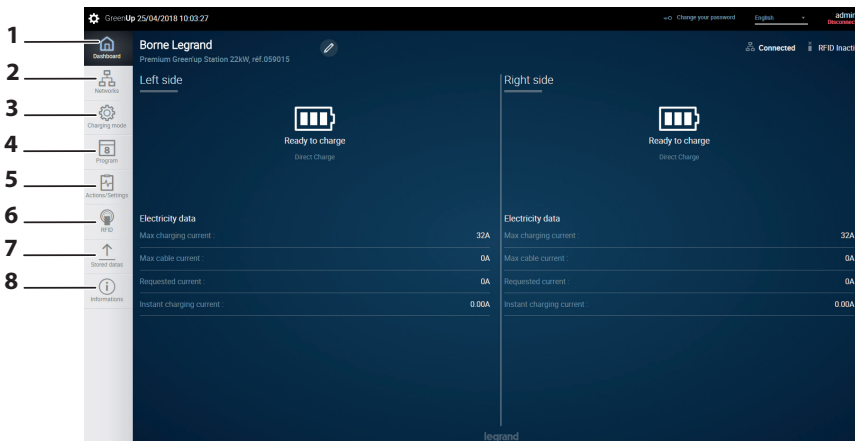 GreenUp 25/04/2018 10:03:27 Change your password English admin
Disconnec
1 Dashboard
Borne Legrand Connected RFID Inacti
Premium Green'up Station 22kW, réf.059015
2 Networks
Left side Right side
3 Charging mode
Ready to charge Ready to charge
Direct Charge Direct Charge
4 8 Program
5 Actions/Settings
6 RFID
Electricity data Electricity data
Max charging current : 32A Max charging current : 32A
7 Stored datas
Max cable current : 0A Max cable current : 0A
8 Informations
Requested current : 0A Requested current : 0A
Instant charging current : 0.00A Instant charging current : 0.00A
legrand